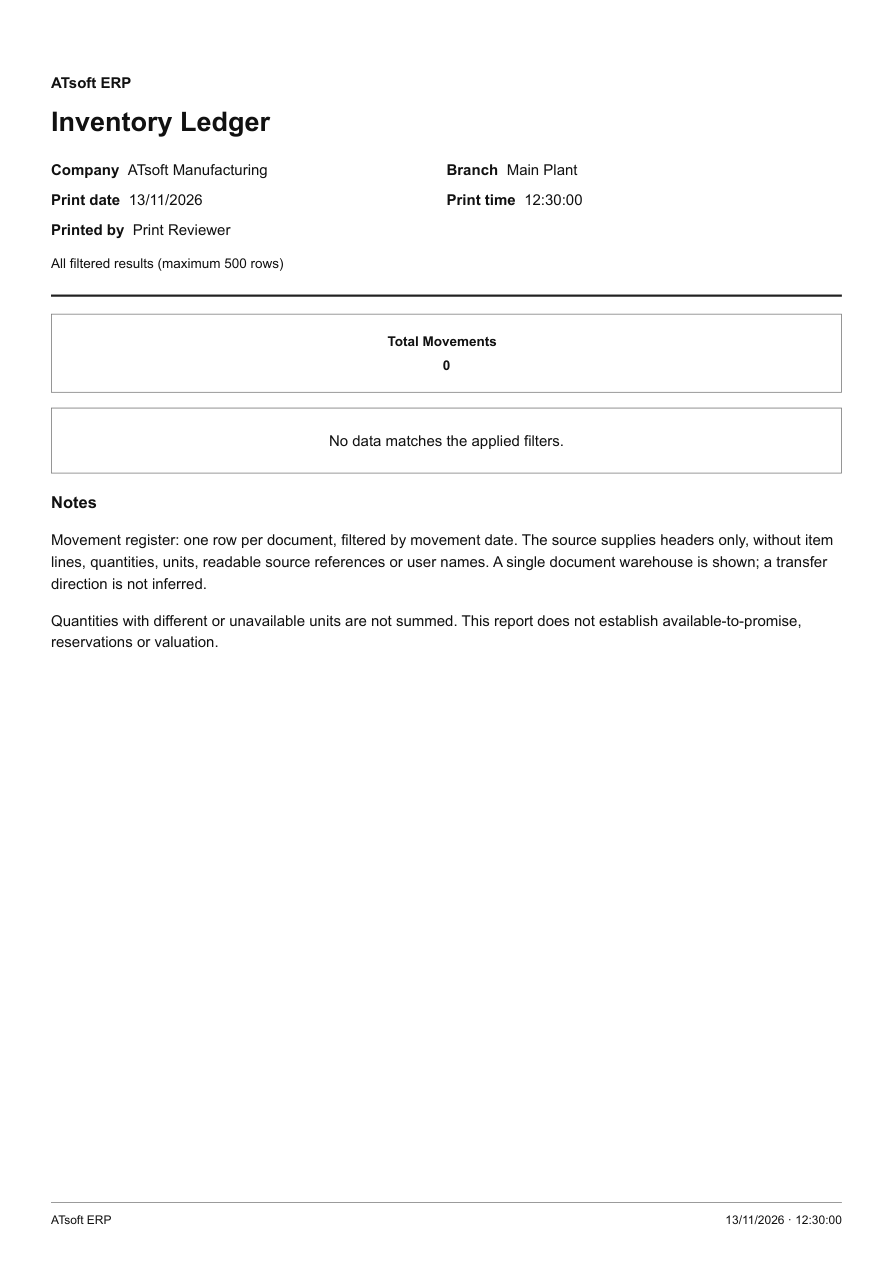 ATsoft ERP
Inventory Ledger
Company ATsoft Manufacturing
Branch Main Plant
Print date 13/11/2026
Print time 12:30:00
Printed by Print Reviewer
All filtered results (maximum 500 rows)
Total Movements
0
No data matches the applied filters.
Notes
Movement register: one row per document, filtered by movement date. The source supplies headers only, without item
lines, quantities, units, readable source references or user names. A single document warehouse is shown; a transfer
direction is not inferred.
Quantities with different or unavailable units are not summed. This report does not establish available-to-promise,
reservations or valuation.
ATsoft ERP
13/11/2026 · 12:30:00